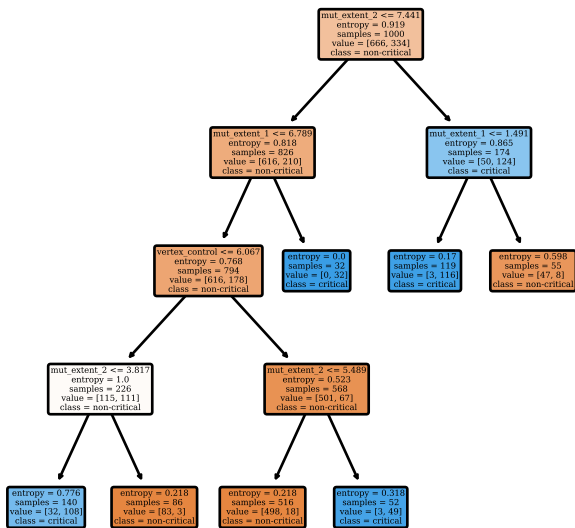 mut_extent_2 <= 7.441
entropy = 0.919
samples = 1000
value = [666, 334]
class = non-critical
mut_extent_1 <= 6.789
entropy = 0.818
samples = 826
value = [616, 210]
class = non-critical
mut_extent_1 <= 1.491
entropy = 0.865
samples = 174
value = [50, 124]
class = critical
vertex_control <= 6.067
entropy = 0.768
samples = 794
value = [616, 178]
class = non-critical
entropy = 0.0
samples = 32
value = [0, 32]
class = critical
entropy = 0.17
samples = 119
value = [3, 116]
class = critical
entropy = 0.598
samples = 55
value = [47, 8]
class = non-critical
mut_extent_2 <= 3.817
entropy = 1.0
samples = 226
value = [115, 111]
class = non-critical
mut_extent_2 <= 5.489
entropy = 0.523
samples = 568
value = [501, 67]
class = non-critical
entropy = 0.776
samples = 140
value = [32, 108]
class = critical
entropy = 0.218
samples = 86
value = [83, 3]
class = non-critical
entropy = 0.218
samples = 516
value = [498, 18]
class = non-critical
entropy = 0.318
samples = 52
value = [3, 49]
class = critical